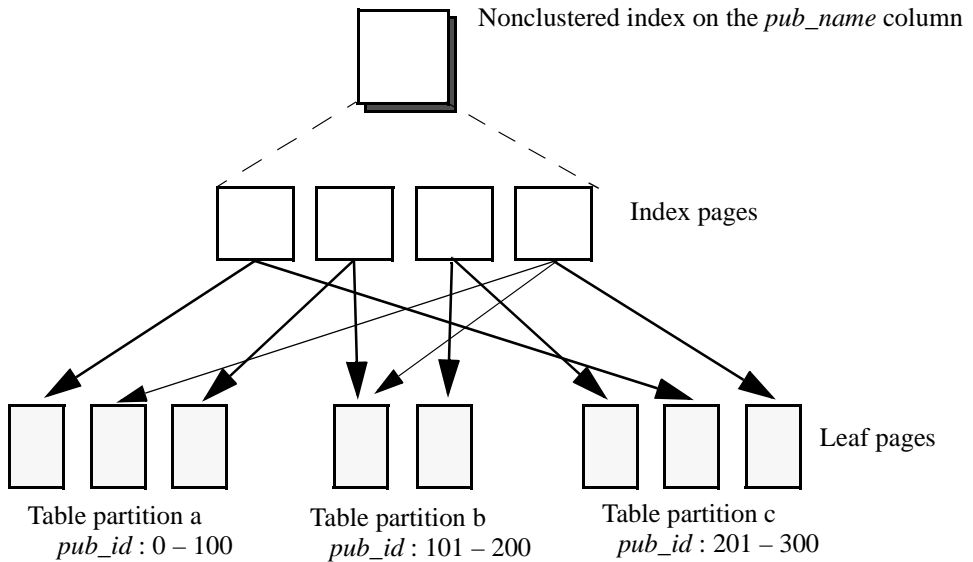 Nonclustered index on the pub_name column
Index pages
Leaf pages
Table partition a
pub_id : 0 – 100
Table partition b
pub_id : 101 – 200
Table partition c
pub_id : 201 – 300